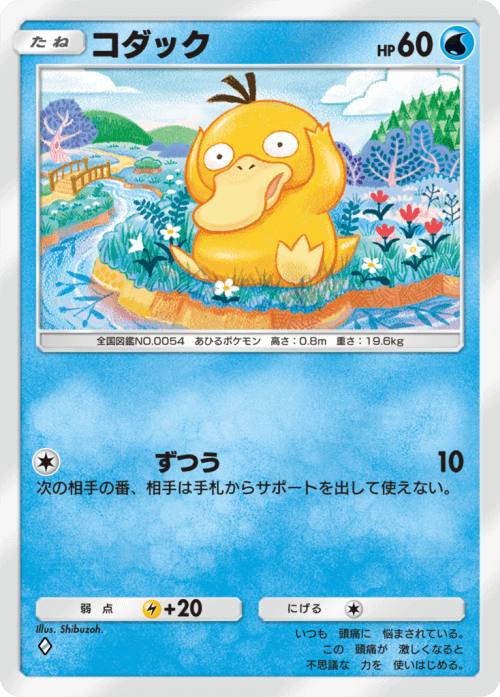 たね コダック HP60
全国図鑑NO.0054 あひるポケモン 高さ:0.8m 重さ:19.6kg
ずつう 10
次の相手の番、相手は手札からサポートを出して使えない。
弱点 +20 にげる
Illus. Shibuzoh.
いつも 頭痛に 悩まされている。
この 頭痛が 激しくなると
不思議な 力を 使いはじめる。